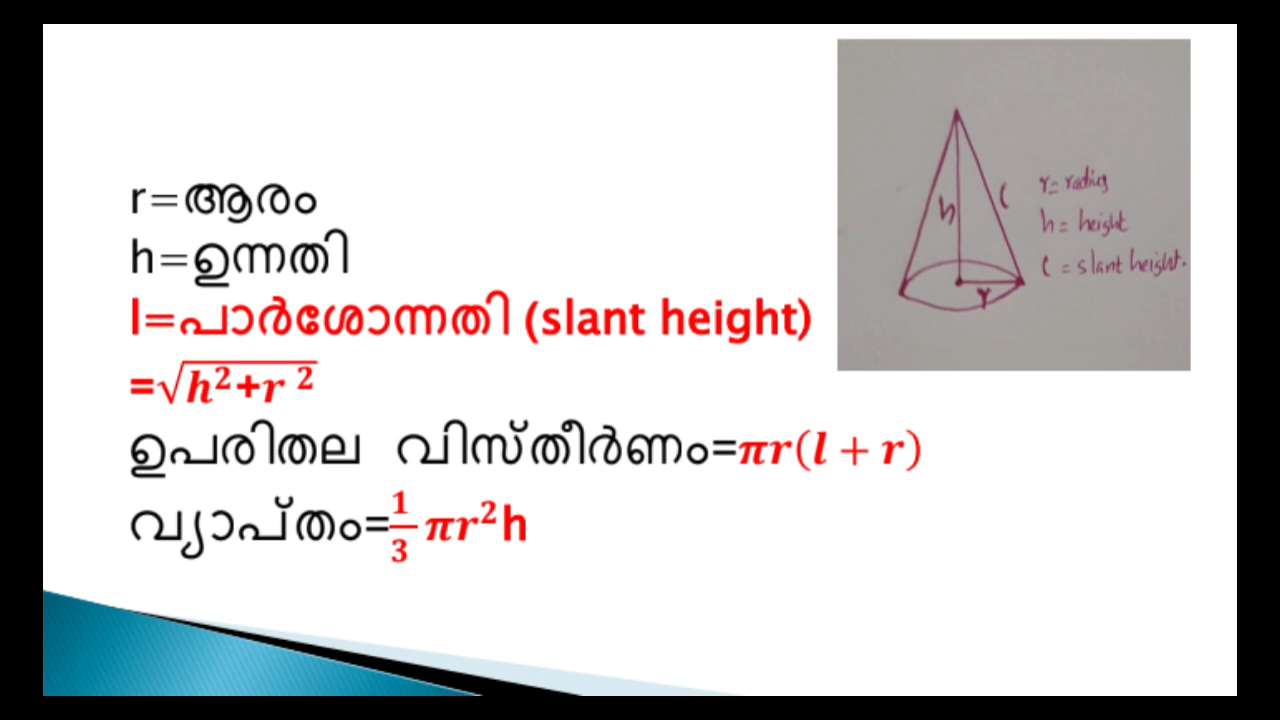 r=ആരം
h=ഉന്നതി
l=പാർശോന്നതി (slant height)
=√h²+r ²
ഉപരിതല വിസ്തീർണം=πr(l + r)
വ്യാപ്തം=1/3 πr²h
h
l
r
r= radius
h= height
l = slant height.